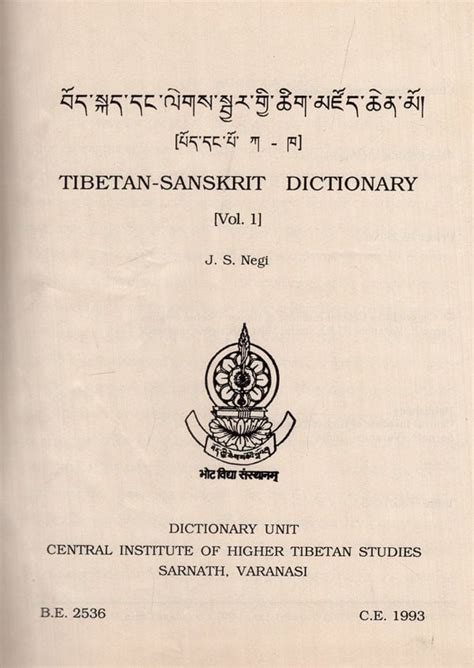 བོད་སྐད་དང་ལེགས་སྦྱར་གྱི་ཚིག་མཛོད་ཆེན་མོ།
[པོད་དང་པོ་ ཀ - ཁ]
TIBETAN-SANSKRIT DICTIONARY
[Vol. 1]
J. S. Negi
भोट विद्या संस्थानम्
DICTIONARY UNIT
CENTRAL INSTITUTE OF HIGHER TIBETAN STUDIES
SARNATH, VARANASI
B.E. 2536
C.E. 1993